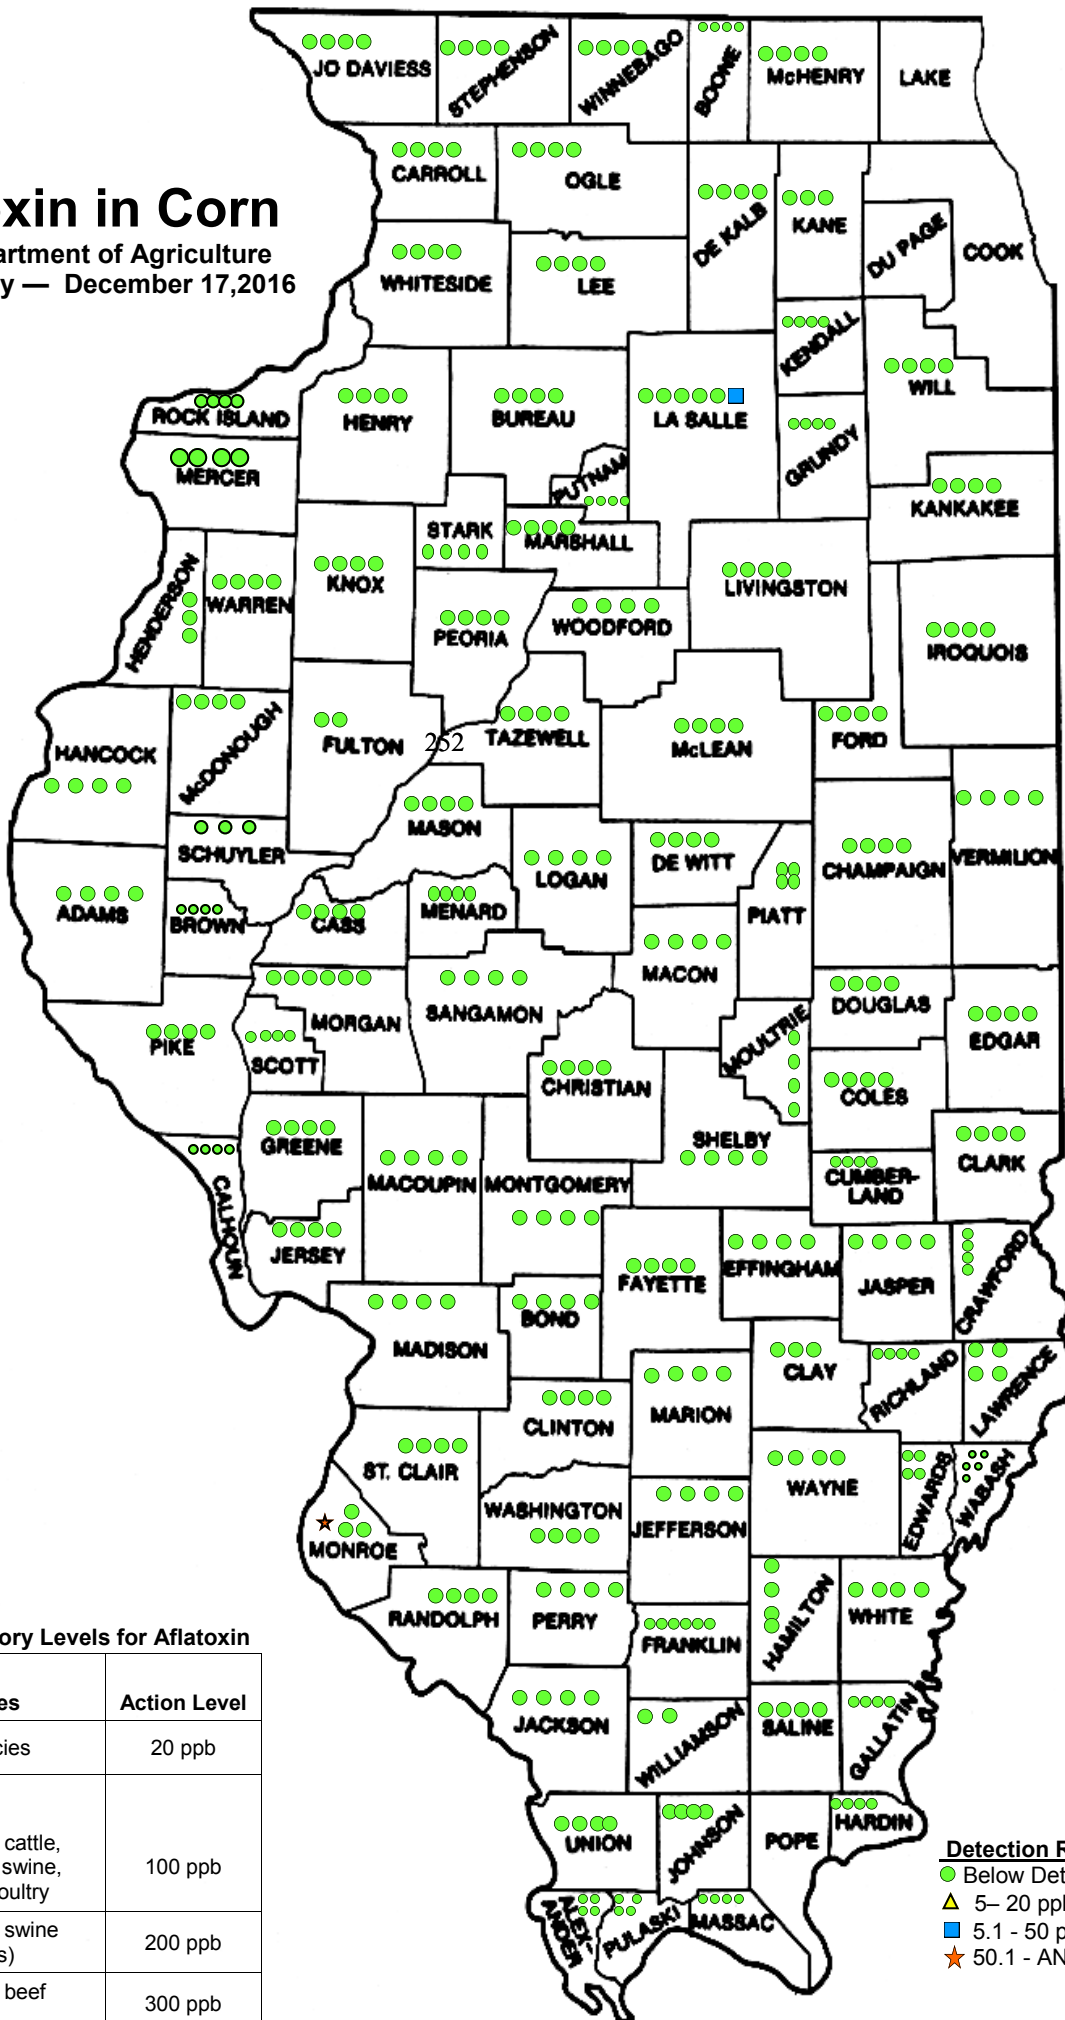 xin in Corn
artment of Agriculture
y — December 17,2016
JO DAVIESS
STEPHENSON
WINNEBAGO
BOONE
McHENRY
LAKE
CARROLL
OGLE
DE KALB
KANE
DU PAGE
COOK
WHITESIDE
LEE
KENDALL
WILL
ROCK ISLAND
HENRY
BUREAU
LA SALLE
GRUNDY
MERCER
PUTNAM
KANKAKEE
STARK
MARSHALL
HENDERSON
WARREN
KNOX
PEORIA
WOODFORD
LIVINGSTON
IROQUOIS
HANCOCK
McDONOUGH
FULTON
252
TAZEWELL
McLEAN
FORD
MASON
SCHUYLER
LOGAN
DE WITT
CHAMPAIGN
VERMILION
ADAMS
BROWN
CASS
MENARD
PIATT
MACON
PIKE
SCOTT
MORGAN
SANGAMON
MOULTRIE
DOUGLAS
EDGAR
CHRISTIAN
COLES
GREENE
SHELBY
CUMBER-
LAND
CLARK
CALHOUN
MACOUPIN
MONTGOMERY
JERSEY
FAYETTE
EFFINGHAM
JASPER
CRAWFORD
MADISON
BOND
CLAY
RICHLAND
LAWRENCE
CLINTON
MARION
ST. CLAIR
WAYNE
EDWARDS
WABASH
WASHINGTON
JEFFERSON
MONROE
RANDOLPH
PERRY
HAMILTON
WHITE
FRANKLIN
JACKSON
WILLIAMSON
SALINE
GALLATIN
UNION
JOHNSON
POPE
HARDIN
ALEX-
ANDER
PULASKI
MASSAC
ory Levels for Aflatoxin
es Action Level
cies 20 ppb
cattle,
swine,
oultry
100 ppb
swine
s)
200 ppb
beef
300 ppb
Detection R
Below Det
5– 20 ppl
5.1 - 50 p
50.1 - AN